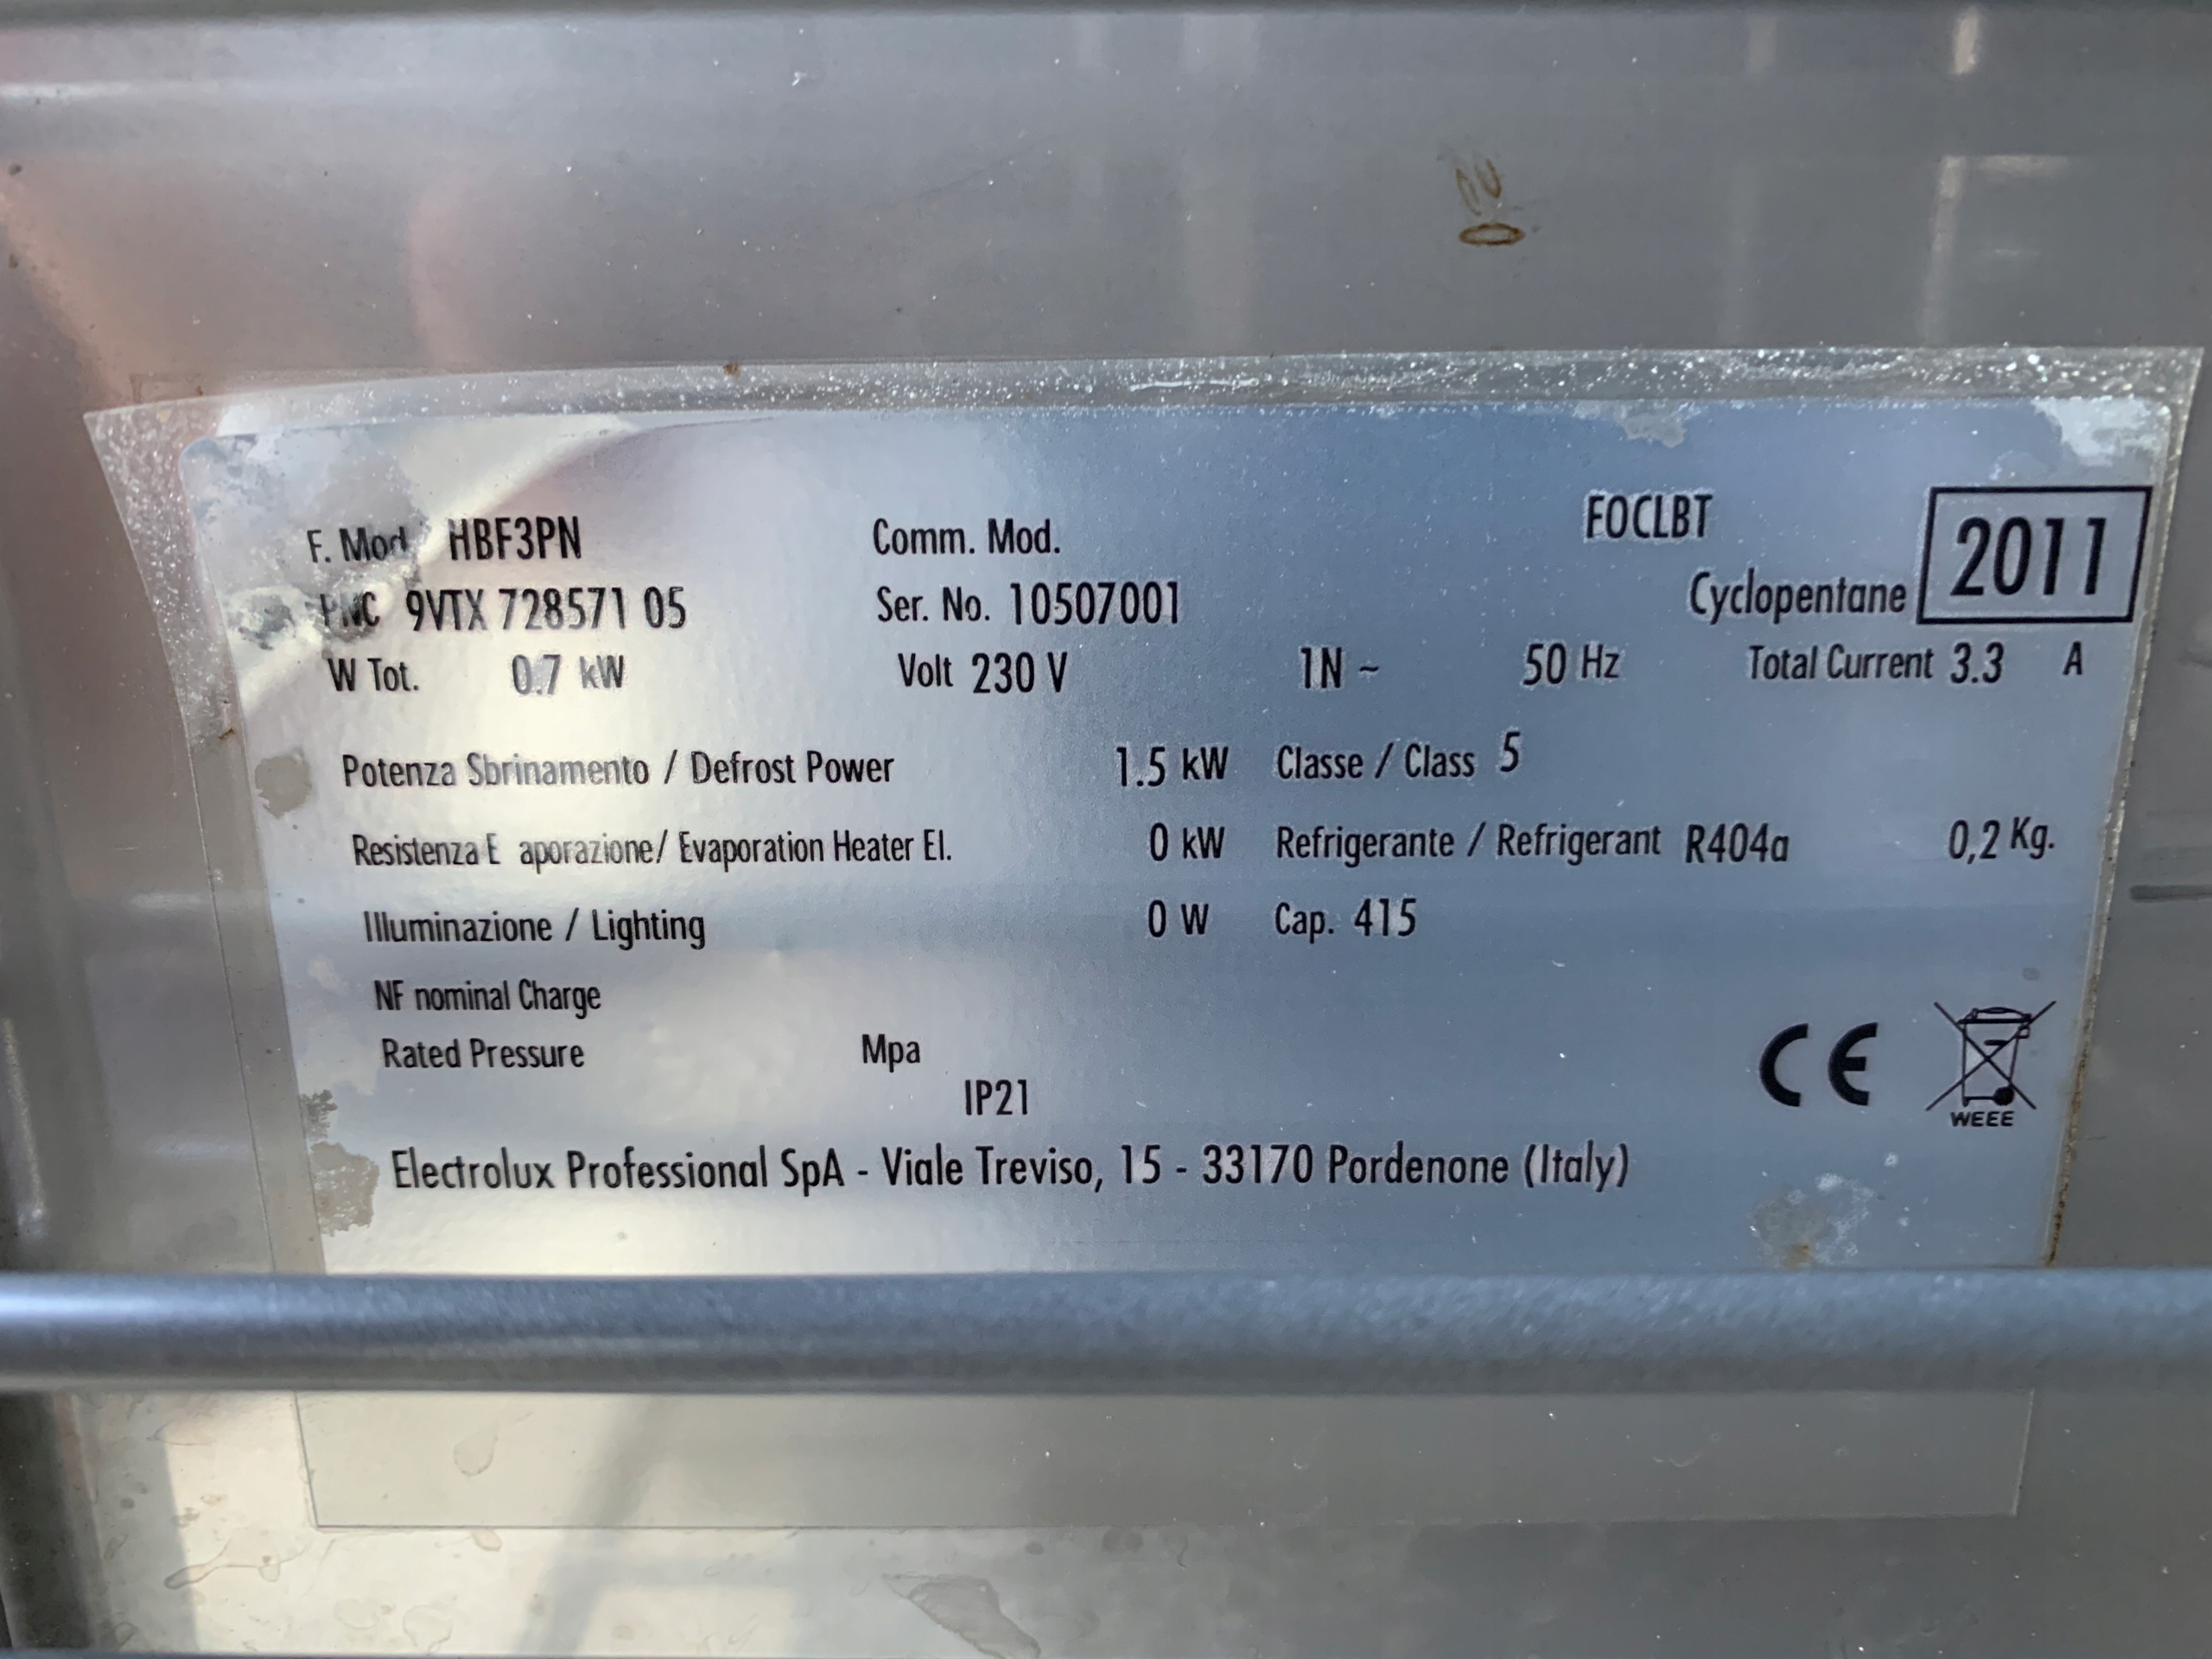 FOCLBT
2011
F. Mod HBF3PN Comm. Mod.
Cyclopentane
PNC 9VTX 728571 05 Ser. No. 10507001
W Tot. 0.7 kW Volt 230 V 1N ~ 50 Hz Total Current 3.3 A
Potenza Sbrinamento / Defrost Power 1.5 kW Classe / Class 5
Resistenza E aporazione/ Evaporation Heater El. 0 kW Refrigerante / Refrigerant R404a 0,2 Kg.
Illuminazione / Lighting 0 W Cap. 415
NF nominal Charge
Rated Pressure Mpa
IP21
CE
WEEE
Electrolux Professional SpA - Viale Treviso, 15 - 33170 Pordenone (Italy)